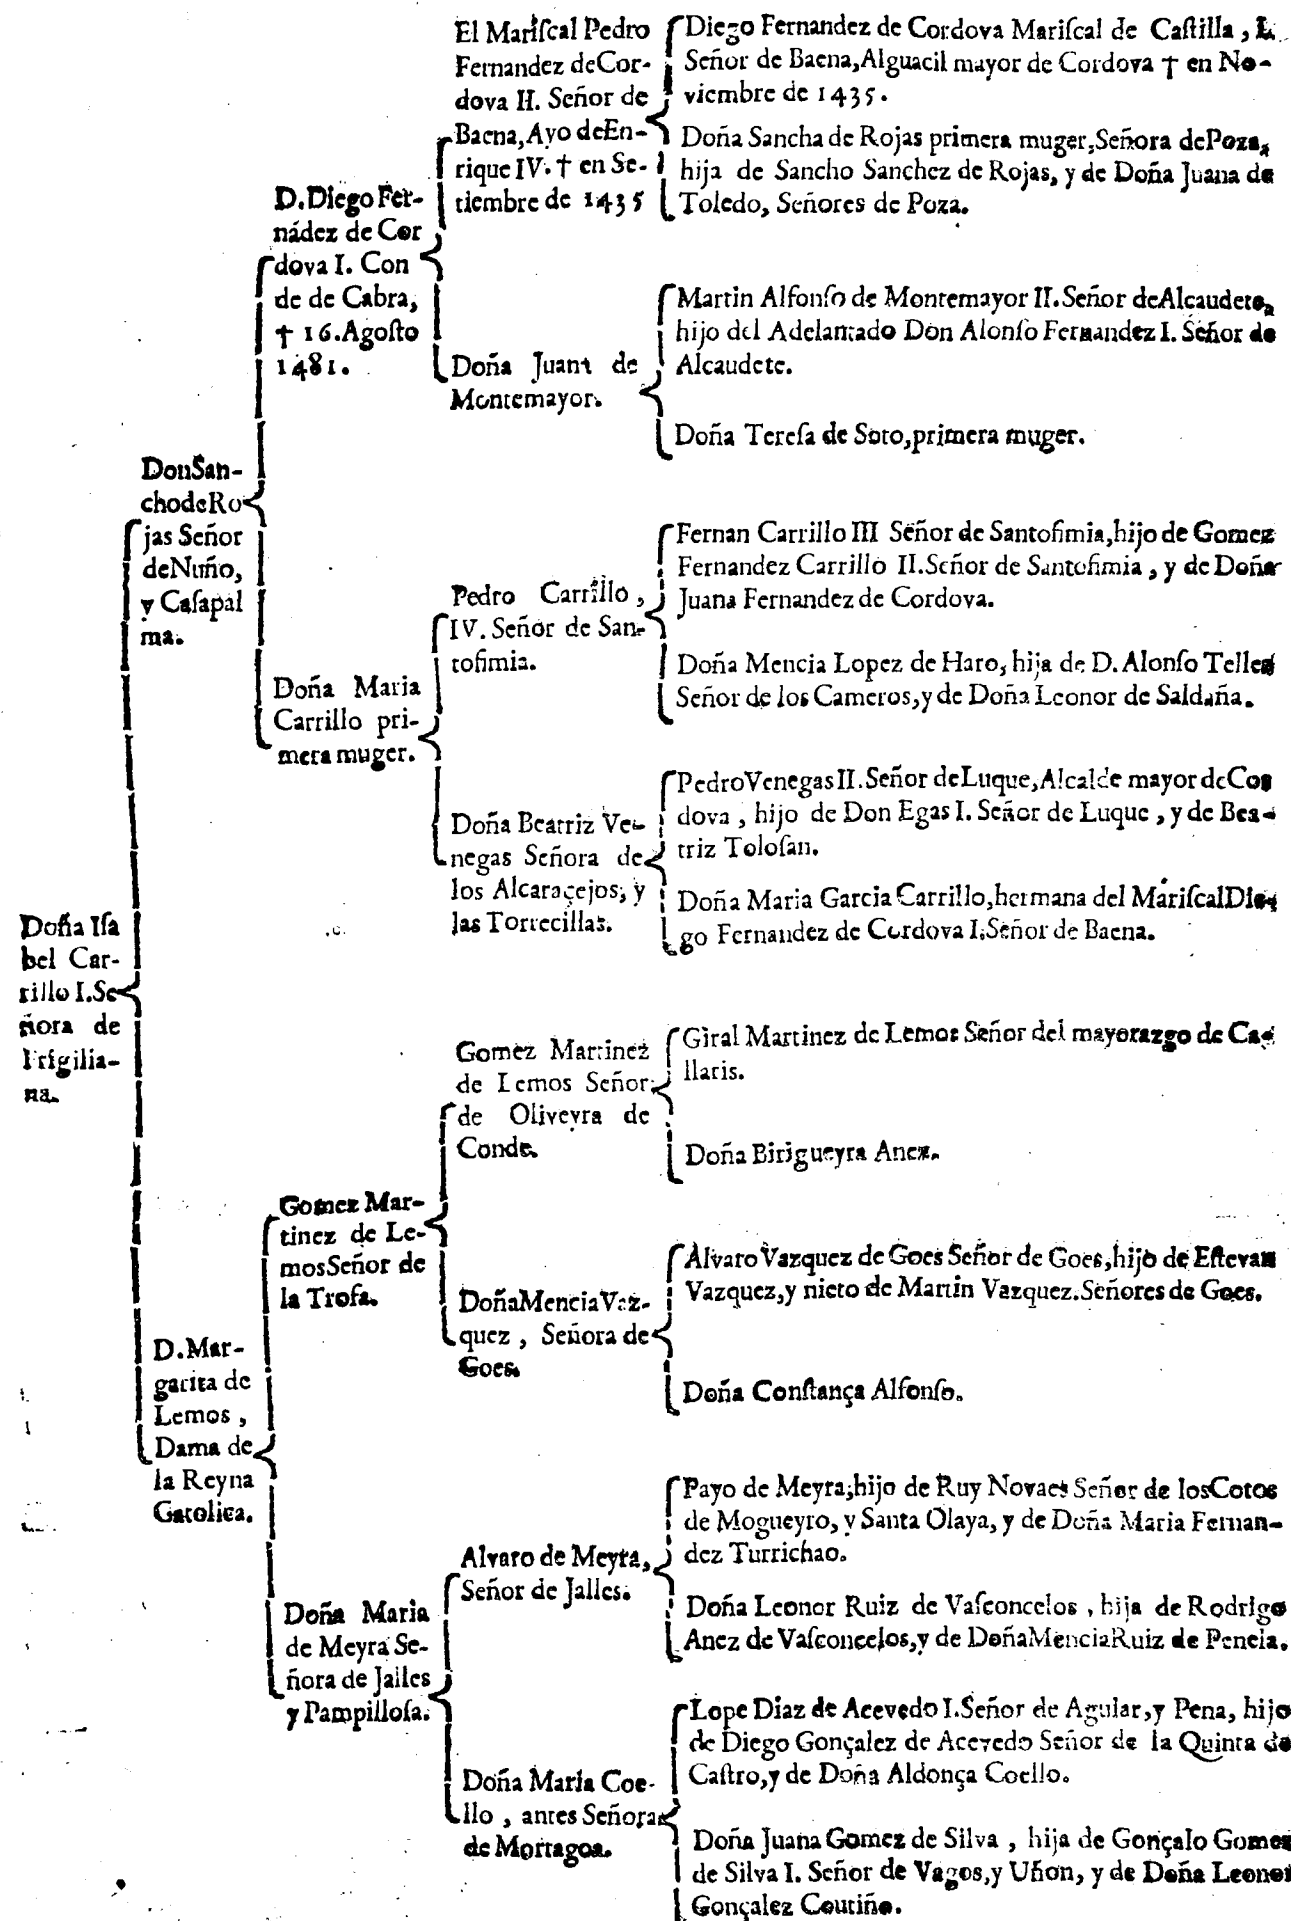 El Mariſcal Pedro
Fernandez deCor-
dova II. Señor de
Baena, Ayo deEn-
rique IV. † en Se-
tiembre de 1435
Diego Fernandez de Cordova Mariſcal de Caſtilla, I.
Señor de Baena, Alguacil mayor de Cordova † en No-
viembre de 1435.
Doña Sancha de Rojas primera muger, Señora dePoza,
hija de Sancho Sanchez de Rojas, y de Doña Juana de
Toledo, Señores de Poza.
D. Diego Fer-
nádez de Cor
dova I. Con
de de Cabra,
† 16. Agoſto
1481.
Doña Juana de
Montemayor.
Martin Alfonſo de Montemayor II. Señor deAlcaudete,
hijo del Adelantado Don Alonſo Fernandez I. Señor de
Alcaudete.
Doña Tereſa de Soto, primera muger.
DonSan-
chodeRo
jas Señor
deNuño,
y Caſapal
ma.
Pedro Carrillo,
IV. Señor de San-
tofimia.
Fernan Carrillo III Señor de Santofimia, hijo de Gomez
Fernandez Carrillo II. Señor de Santofimia, y de Doña
Juana Fernandez de Cordova.
Doña Mencia Lopez de Haro, hija de D. Alonſo Tellez
Señor de los Cameros, y de Doña Leonor de Saldaña.
Doña Maria
Carrillo pri-
mera muger.
Doña Beatriz Ve-
negas Señora de
los Alcaraçejos, y
las Torrecillas.
PedroVenegas II. Señor deLuque, Alcalde mayor deCor
dova, hijo de Don Egas I. Señor de Luque, y de Bea-
triz Toloſan.
Doña Maria Garcia Carrillo, hermana del MariſcalDie-
go Fernandez de Cordova I. Señor de Baena.
Doña Iſa
bel Car-
rillo I. Se
ñora de
Frigilia-
na.
Gomez Martinez
de Lemos Señor
de Oliveyra de
Conde.
Giral Martinez de Lemos Señor del mayorazgo de Ca-
llaris.
Doña Birigueyra Anez.
Gomez Mar-
tinez de Le-
mosSeñor de
la Trofa.
DoñaMenciaVaz-
quez, Señora de
Goes.
Alvaro Vazquez de Goes Señor de Goes, hijo de Eſtevan
Vazquez, y nieto de Martin Vazquez. Señores de Goes.
Doña Conſtança Alfonſo.
D. Mar-
garita de
Lemos,
Dama de
la Reyna
Catolica.
Alvaro de Meyra,
Señor de Jalles.
Payo de Meyra, hijo de Ruy Novaes Señor de losCotos
de Mogueyro, y Santa Olaya, y de Doña Maria Fernan-
dez Turrichao.
Doña Leonor Ruiz de Vaſconcelos, hija de Rodrigo
Anez de Vaſconcelos, y de DoñaMenciaRuiz de Penela.
Doña Maria
de Meyra Se-
ñora de Jalles
y Pampilloſa.
Doña Maria Coe-
llo, antes Señora
de Mortagoa.
Lope Diaz de Acevedo I. Señor de Aguiar, y Pena, hijo
de Diego Gonçalez de Acevedo Señor de la Quinta de
Caſtro, y de Doña Aldonça Coello.
Doña Juana Gomez de Silva, hija de Gonçalo Gomez
de Silva I. Señor de Vagos, y Uñon, y de Doña Leonor
Gonçalez Coutiño.